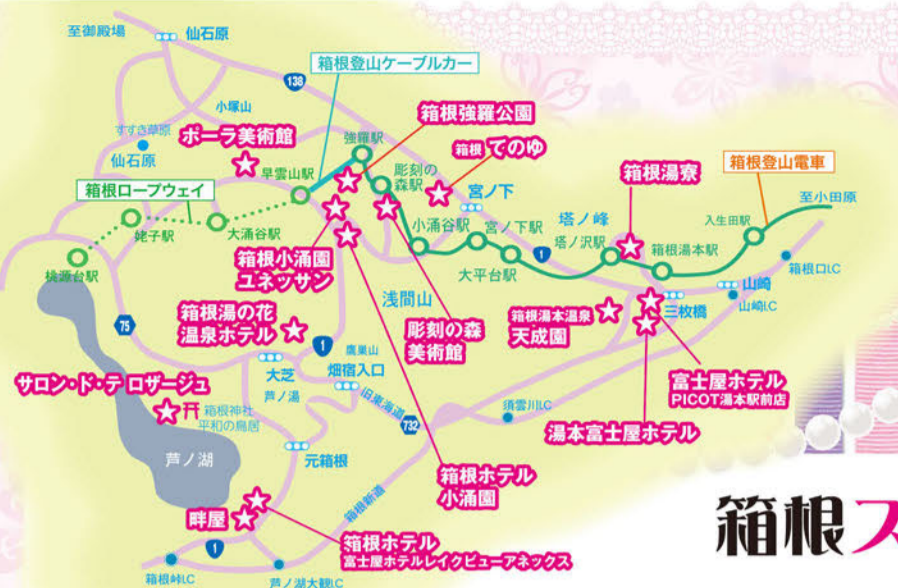 至御殿場
仙石原
箱根登山ケーブルカー
138
小塚山
箱根強羅公園
すすき草原
仙石原
ポーラ美術館
強羅駅
箱根 てのゆ
早雲山駅
彫刻の
森駅
宮ノ下
箱根湯寮
箱根登山電車
至小田原
箱根ロープウェイ
姥子駅
大涌谷駅
小涌谷駅
宮ノ下駅
塔ノ峰
塔ノ沢駅
入生田駅
桃源台駅
箱根小涌園
ユネッサン
大平台駅
1
箱根湯本駅
箱根口I.C
浅間山
山崎
山崎I.C
三枚橋
箱根湯の花
温泉ホテル
彫刻の森
美術館
箱根湯本温泉
天成園
75
1
鷹巣山
畑宿入口
大芝
芦ノ湯
旧東海道
732
富士屋ホテル
PICOT湯本駅前店
サロン・ド・テ ロザージュ
箱根神社
平和の鳥居
須雲川I.C
湯本富士屋ホテル
芦ノ湖
元箱根
箱根ホテル
小涌園
箱根新道
畔屋
箱根ホテル
富士屋ホテルレイクビューアネックス
1
箱根峠I.C
芦ノ湖大観I.C
箱根ス